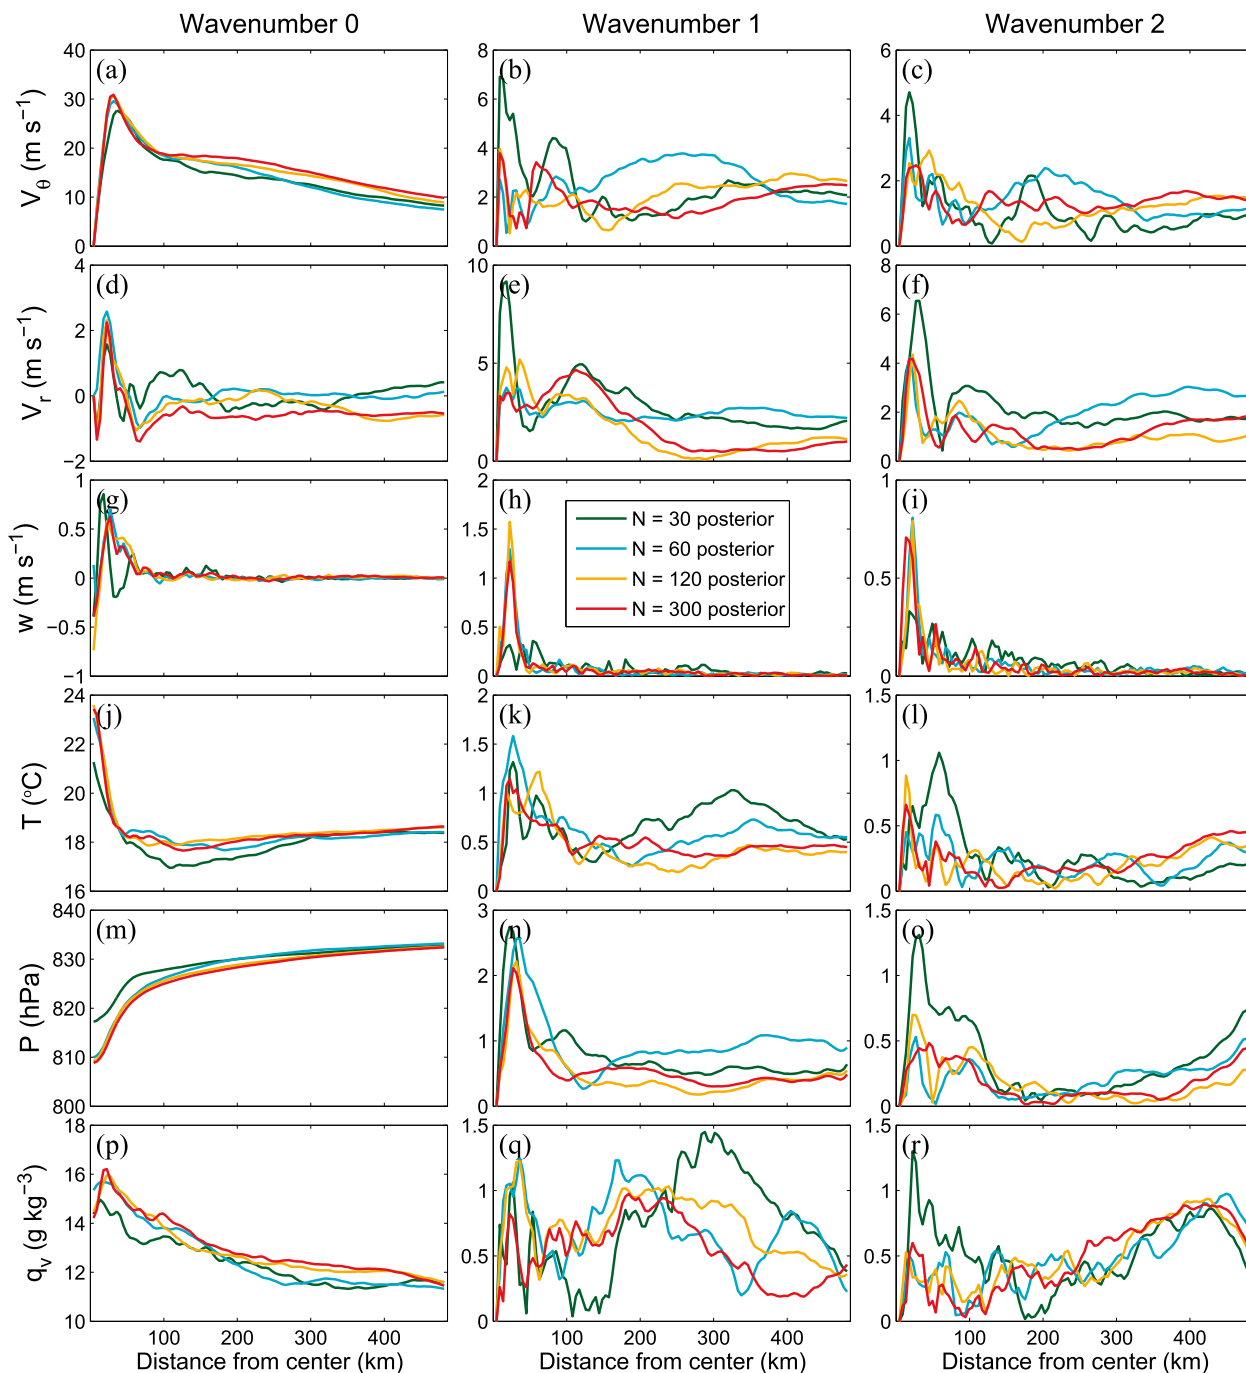 Wavenumber 0 Wavenumber 1 Wavenumber 2
(a) (b) (c)
V_θ (m s⁻¹)
40 30 20 10 0
8 6 4 2 0
6 4 2 0
(d) (e) (f)
V_r (m s⁻¹)
2 0 −2
10 5 0
8 6 4 2 0
(g) (h) (i)
w (m s⁻¹)
1 0.5 0 −0.5 −1
2 1.5 1 0.5 0
1 0.5 0
N = 30 posterior
N = 60 posterior
N = 120 posterior
N = 300 posterior
(j) (k) (l)
T (°C)
24 22 20 18 16
2 1.5 1 0.5 0
1.5 1 0.5 0
(m) (n) (o)
P (hPa)
840 830 820 810 800
3 2 1 0
1.5 1 0.5 0
(p) (q) (r)
q_v (g kg⁻³)
18 16 14 12 10
1.5 1 0.5 0
1.5 1 0.5 0
100 200 300 400 100 200 300 400 100 200 300 400
Distance from center (km) Distance from center (km) Distance from center (km)